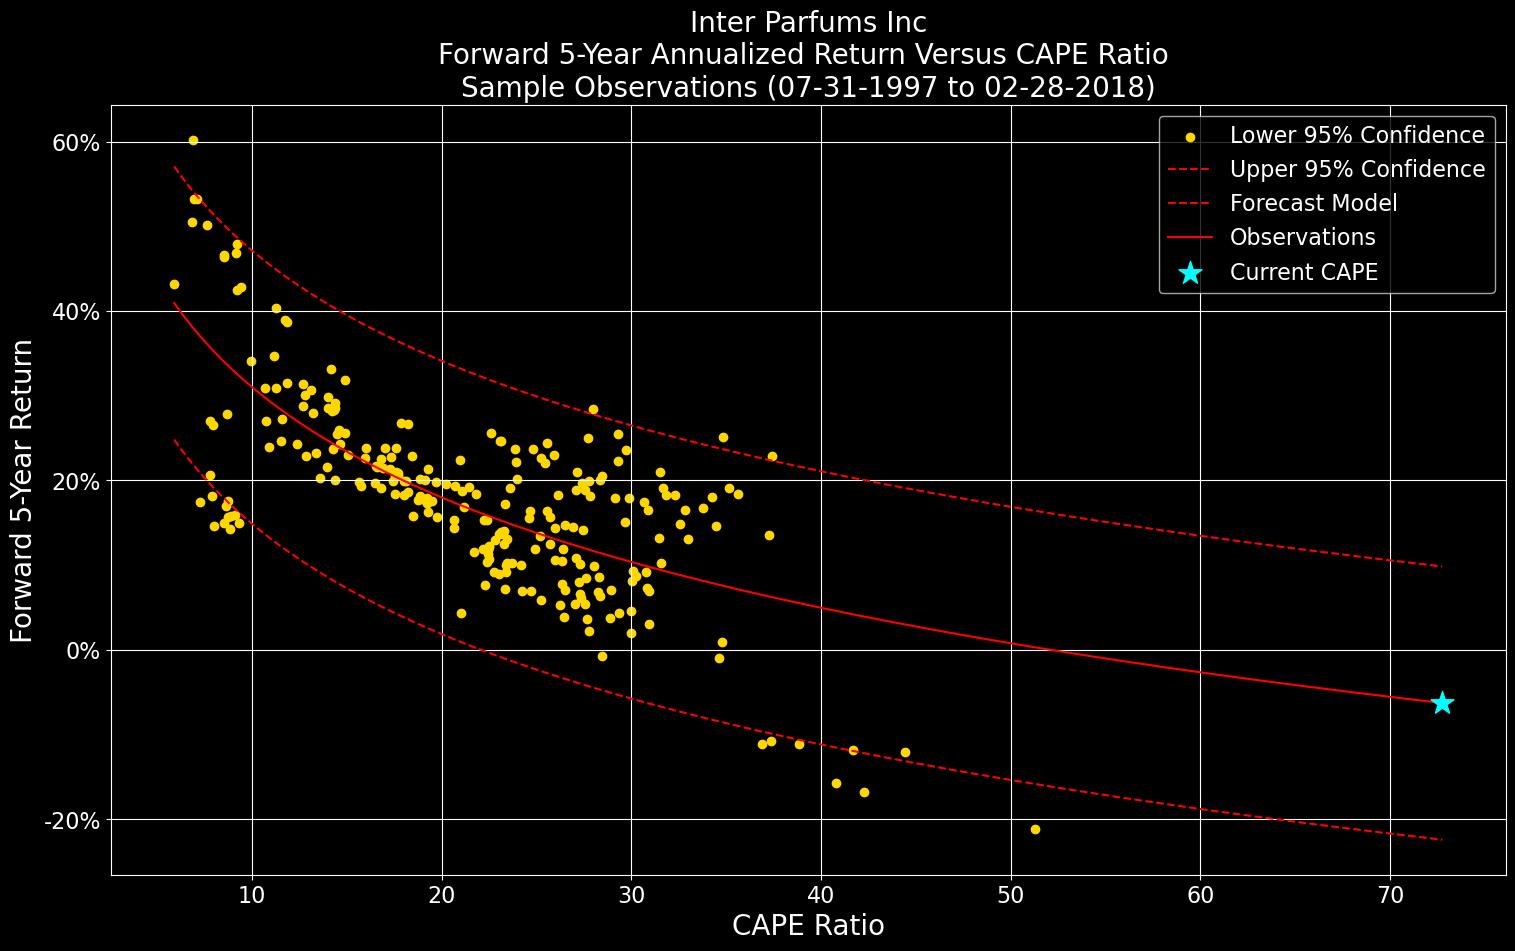 Inter Parfums Inc
Forward 5-Year Annualized Return Versus CAPE Ratio
Sample Observations (07-31-1997 to 02-28-2018)
Lower 95% Confidence
Upper 95% Confidence
Forecast Model
Observations
Current CAPE
Forward 5-Year Return
60%
40%
20%
0%
-20%
10 20 30 40 50 60 70
CAPE Ratio